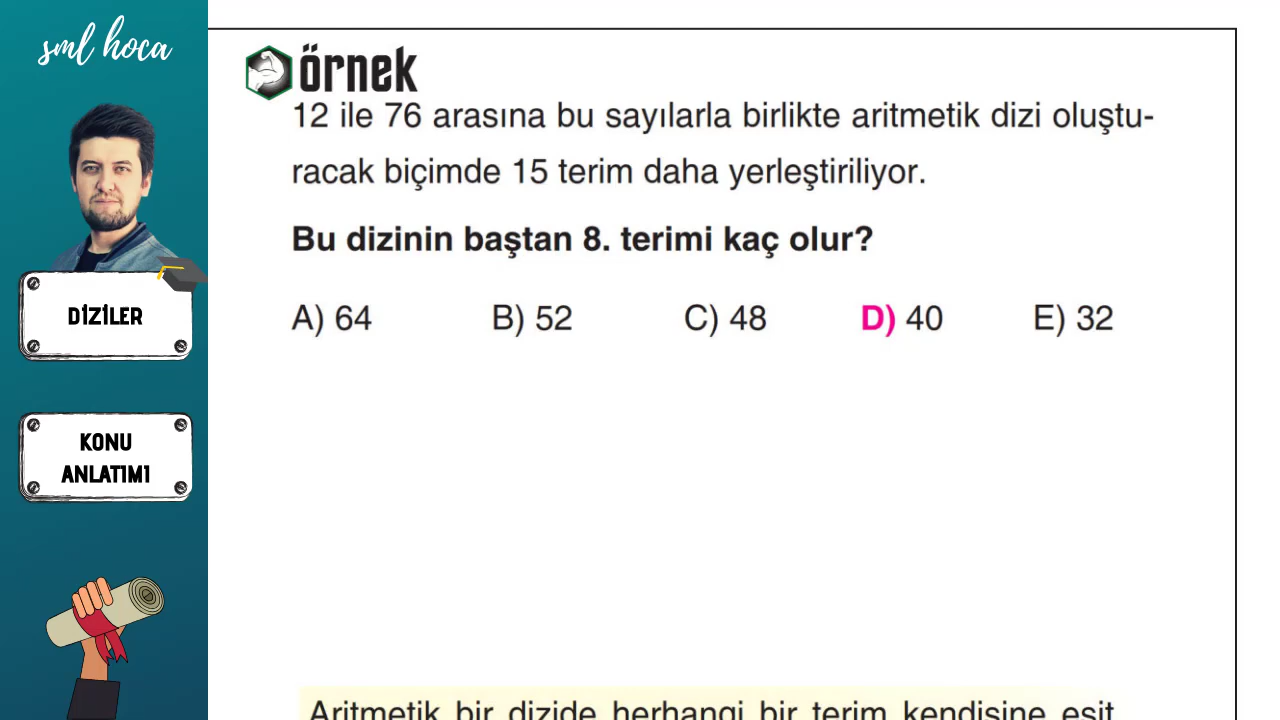 sml hoca
DİZİLER
KONU
ANLATIMI
örnek
12 ile 76 arasına bu sayılarla birlikte aritmetik dizi oluştu-
racak biçimde 15 terim daha yerleştiriliyor.
Bu dizinin baştan 8. terimi kaç olur?
A) 64 B) 52 C) 48 D) 40 E) 32
Aritmetik bir dizide herhangi bir terim kendisine eşit